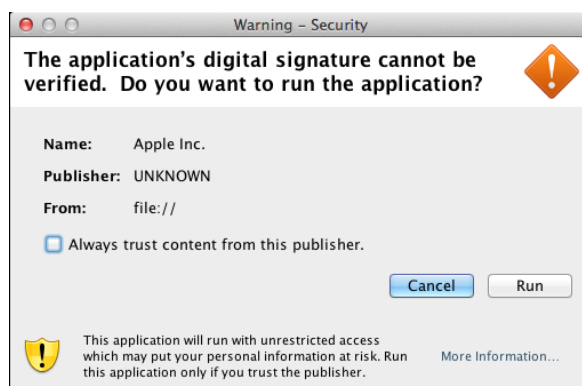 Warning – Security
The application's digital signature cannot be
verified.  Do you want to run the application?
Name: Apple Inc.
Publisher: UNKNOWN
From: file://
Always trust content from this publisher.
Cancel Run
This application will run with unrestricted access
which may put your personal information at risk. Run
this application only if you trust the publisher.
More Information...